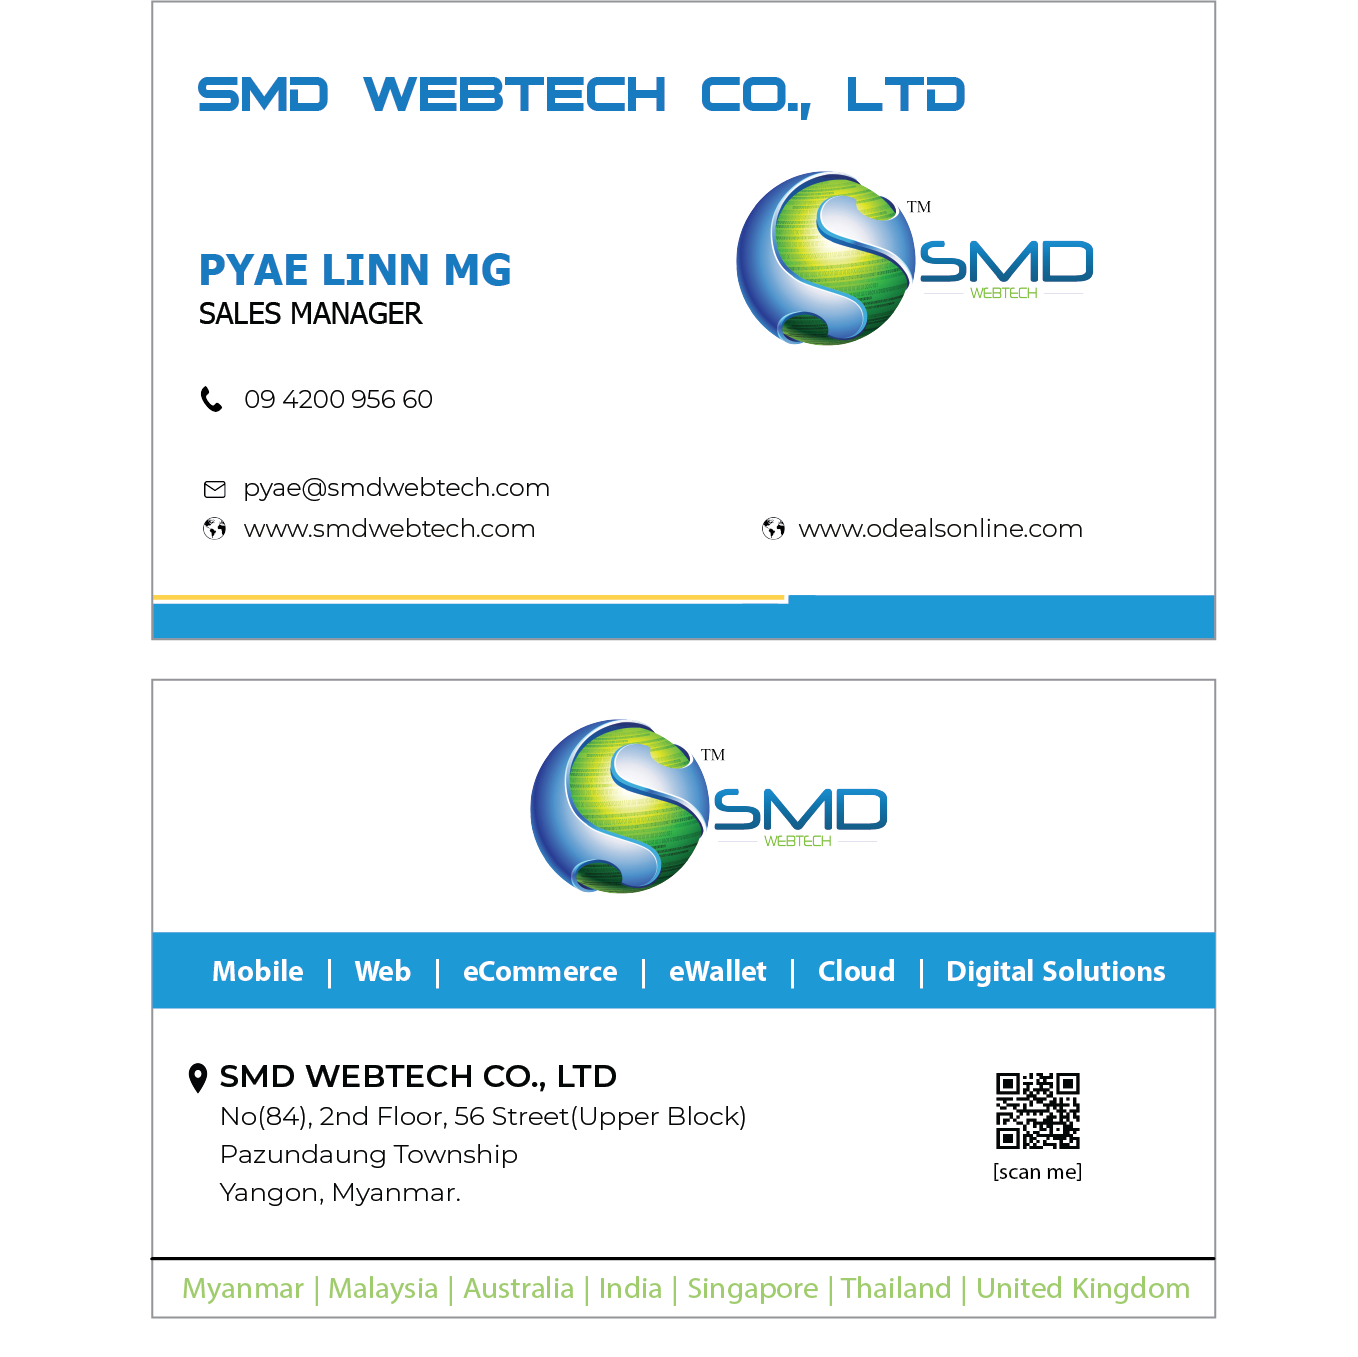 SMD WEBTECH CO., LTD
TM
SMD
WEBTECH
PYAE LINN MG
SALES MANAGER
09 4200 956 60
pyae@smdwebtech.com
www.smdwebtech.com
www.odealsonline.com
TM
SMD
WEBTECH
Mobile | Web | eCommerce | eWallet | Cloud | Digital Solutions
SMD WEBTECH CO., LTD
No(84), 2nd Floor, 56 Street(Upper Block)
Pazundaung Township
Yangon, Myanmar.
[scan me]
Myanmar | Malaysia | Australia | India | Singapore | Thailand | United Kingdom